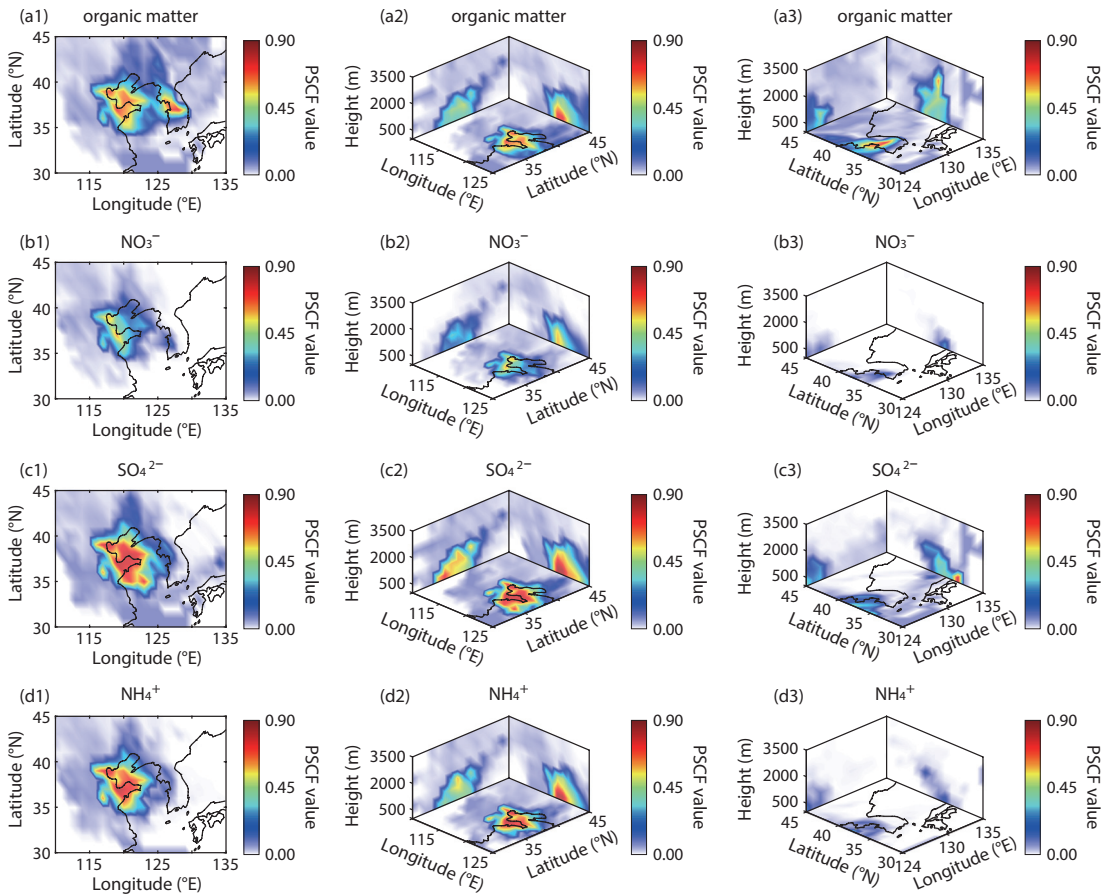 (a1) organic matter
45
40
35
30
115 125 135
Latitude (°N)
Longitude (°E)
0.90
0.45
0.00
PSCF value
(a2) organic matter
3500
2000
500
Height (m)
115
125
Longitude (°E)
35
45
Latitude (°N)
0.90
0.45
0.00
PSCF value
(a3) organic matter
3500
2000
500
Height (m)
45
40
35
30
Latitude (°N)
124
130
135
Longitude (°E)
0.90
0.45
0.00
PSCF value
(b1) NO₃⁻
45
40
35
30
115 125 135
Latitude (°N)
Longitude (°E)
0.90
0.45
0.00
PSCF value
(b2) NO₃⁻
3500
2000
500
Height (m)
115
125
Longitude (°E)
35
45
Latitude (°N)
0.90
0.45
0.00
PSCF value
(b3) NO₃⁻
3500
2000
500
Height (m)
45
40
35
30
Latitude (°N)
124
130
135
Longitude (°E)
0.90
0.45
0.00
PSCF value
(c1) SO₄²⁻
45
40
35
30
115 125 135
Latitude (°N)
Longitude (°E)
0.90
0.45
0.00
PSCF value
(c2) SO₄²⁻
3500
2000
500
Height (m)
115
125
Longitude (°E)
35
45
Latitude (°N)
0.90
0.45
0.00
PSCF value
(c3) SO₄²⁻
3500
2000
500
Height (m)
45
40
35
30
Latitude (°N)
124
130
135
Longitude (°E)
0.90
0.45
0.00
PSCF value
(d1) NH₄⁺
45
40
35
30
115 125 135
Latitude (°N)
Longitude (°E)
0.90
0.45
0.00
PSCF value
(d2) NH₄⁺
3500
2000
500
Height (m)
115
125
Longitude (°E)
35
45
Latitude (°N)
0.90
0.45
0.00
PSCF value
(d3) NH₄⁺
3500
2000
500
Height (m)
45
40
35
30
Latitude (°N)
124
130
135
Longitude (°E)
0.90
0.45
0.00
PSCF value